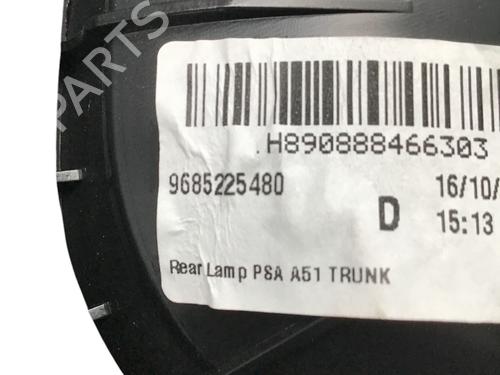 PARTS
.H890888466303
9685225480
16/10/
D
15:13
Rear Lamp PSA A51 TRUNK